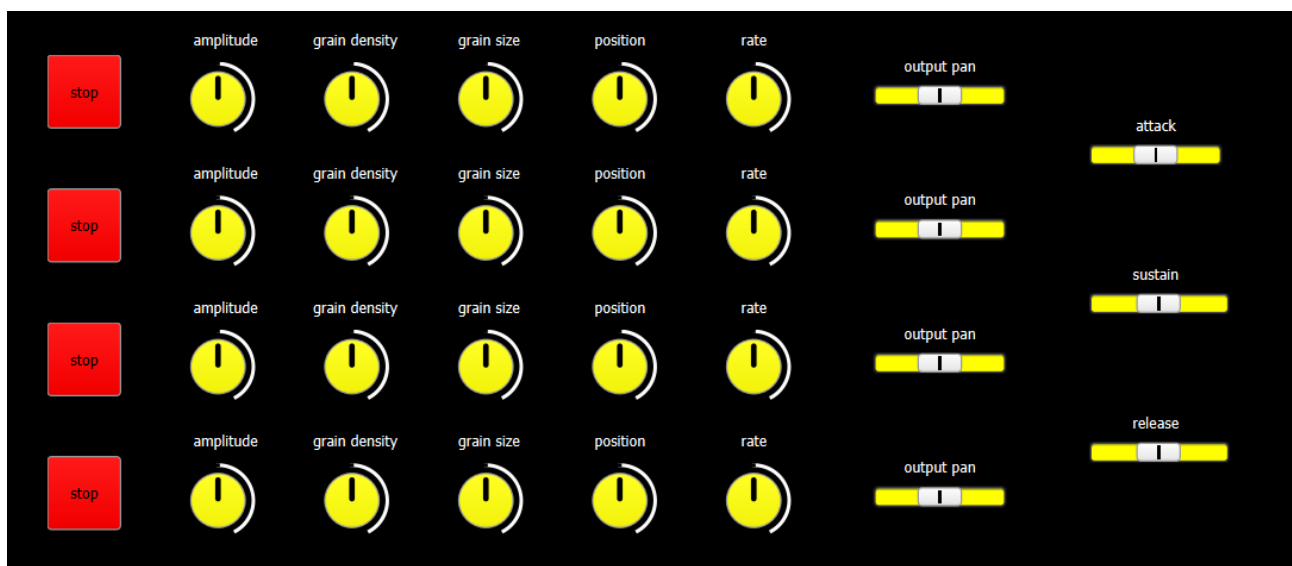 amplitude grain density grain size position rate
output pan
stop
attack
amplitude grain density grain size position rate
output pan
stop
sustain
amplitude grain density grain size position rate
output pan
stop
release
amplitude grain density grain size position rate
output pan
stop